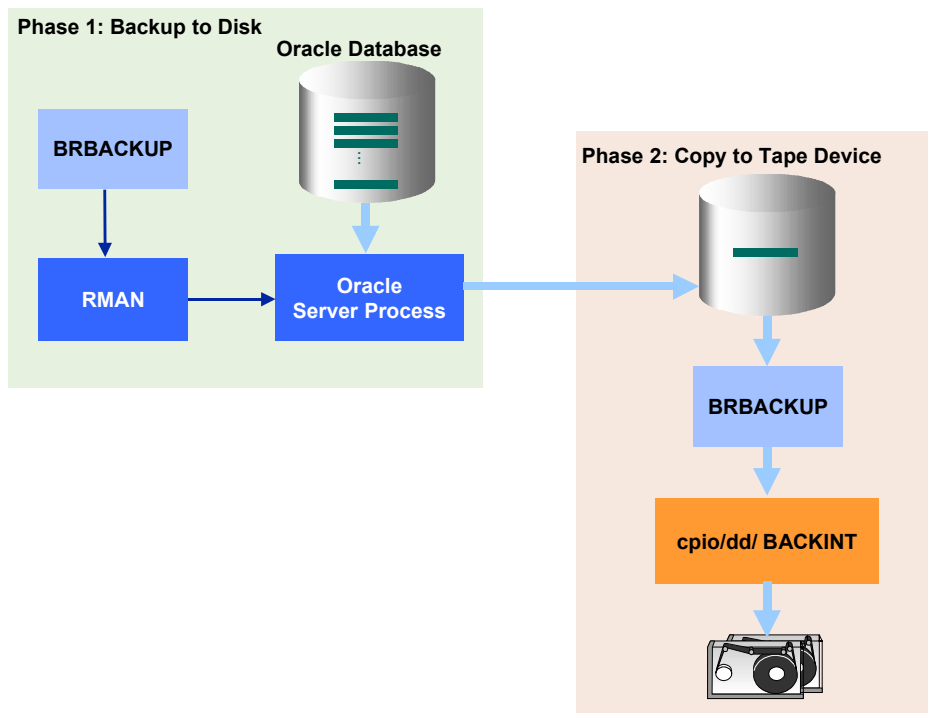 Phase 1: Backup to Disk
Oracle Database
BRBACKUP
RMAN
Oracle
Server Process
Phase 2: Copy to Tape Device
BRBACKUP
cpio/dd/ BACKINT